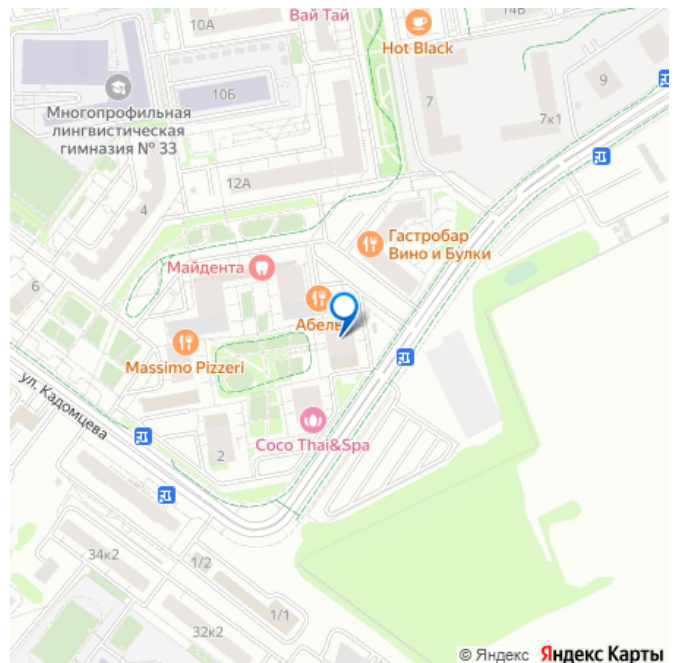 Вай Тай
14В
10А
Hot Black
9
10Б
7
7к1
Многопрофильная
лингвистическая
гимназия № 33
12А
4
Гастробар
Вино и Булки
Майдента
6
Абель
Massimo Pizzeri
ул. Кадомцева
Coco Thai&Spa
2
34к2
1/2
1/1
32к2
© Яндекс Яндекс Карты